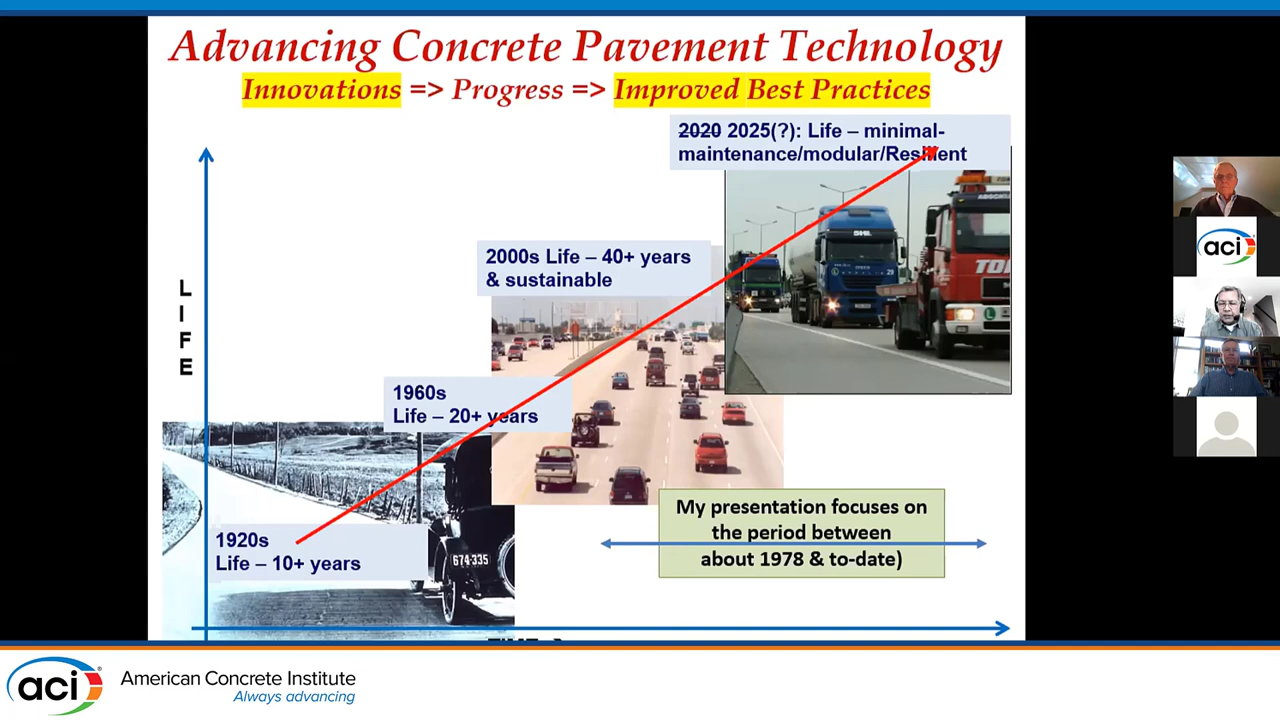 Advancing Concrete Pavement Technology
Innovations => Progress => Improved Best Practices
2020 2025(?): Life – minimal-
maintenance/modular/Resilient
2000s Life – 40+ years
& sustainable
LIFE
1960s
Life – 20+ years
1920s
Life – 10+ years
674-335
My presentation focuses on
the period between
about 1978 & to-date)
aci
aci
American Concrete Institute
Always advancing